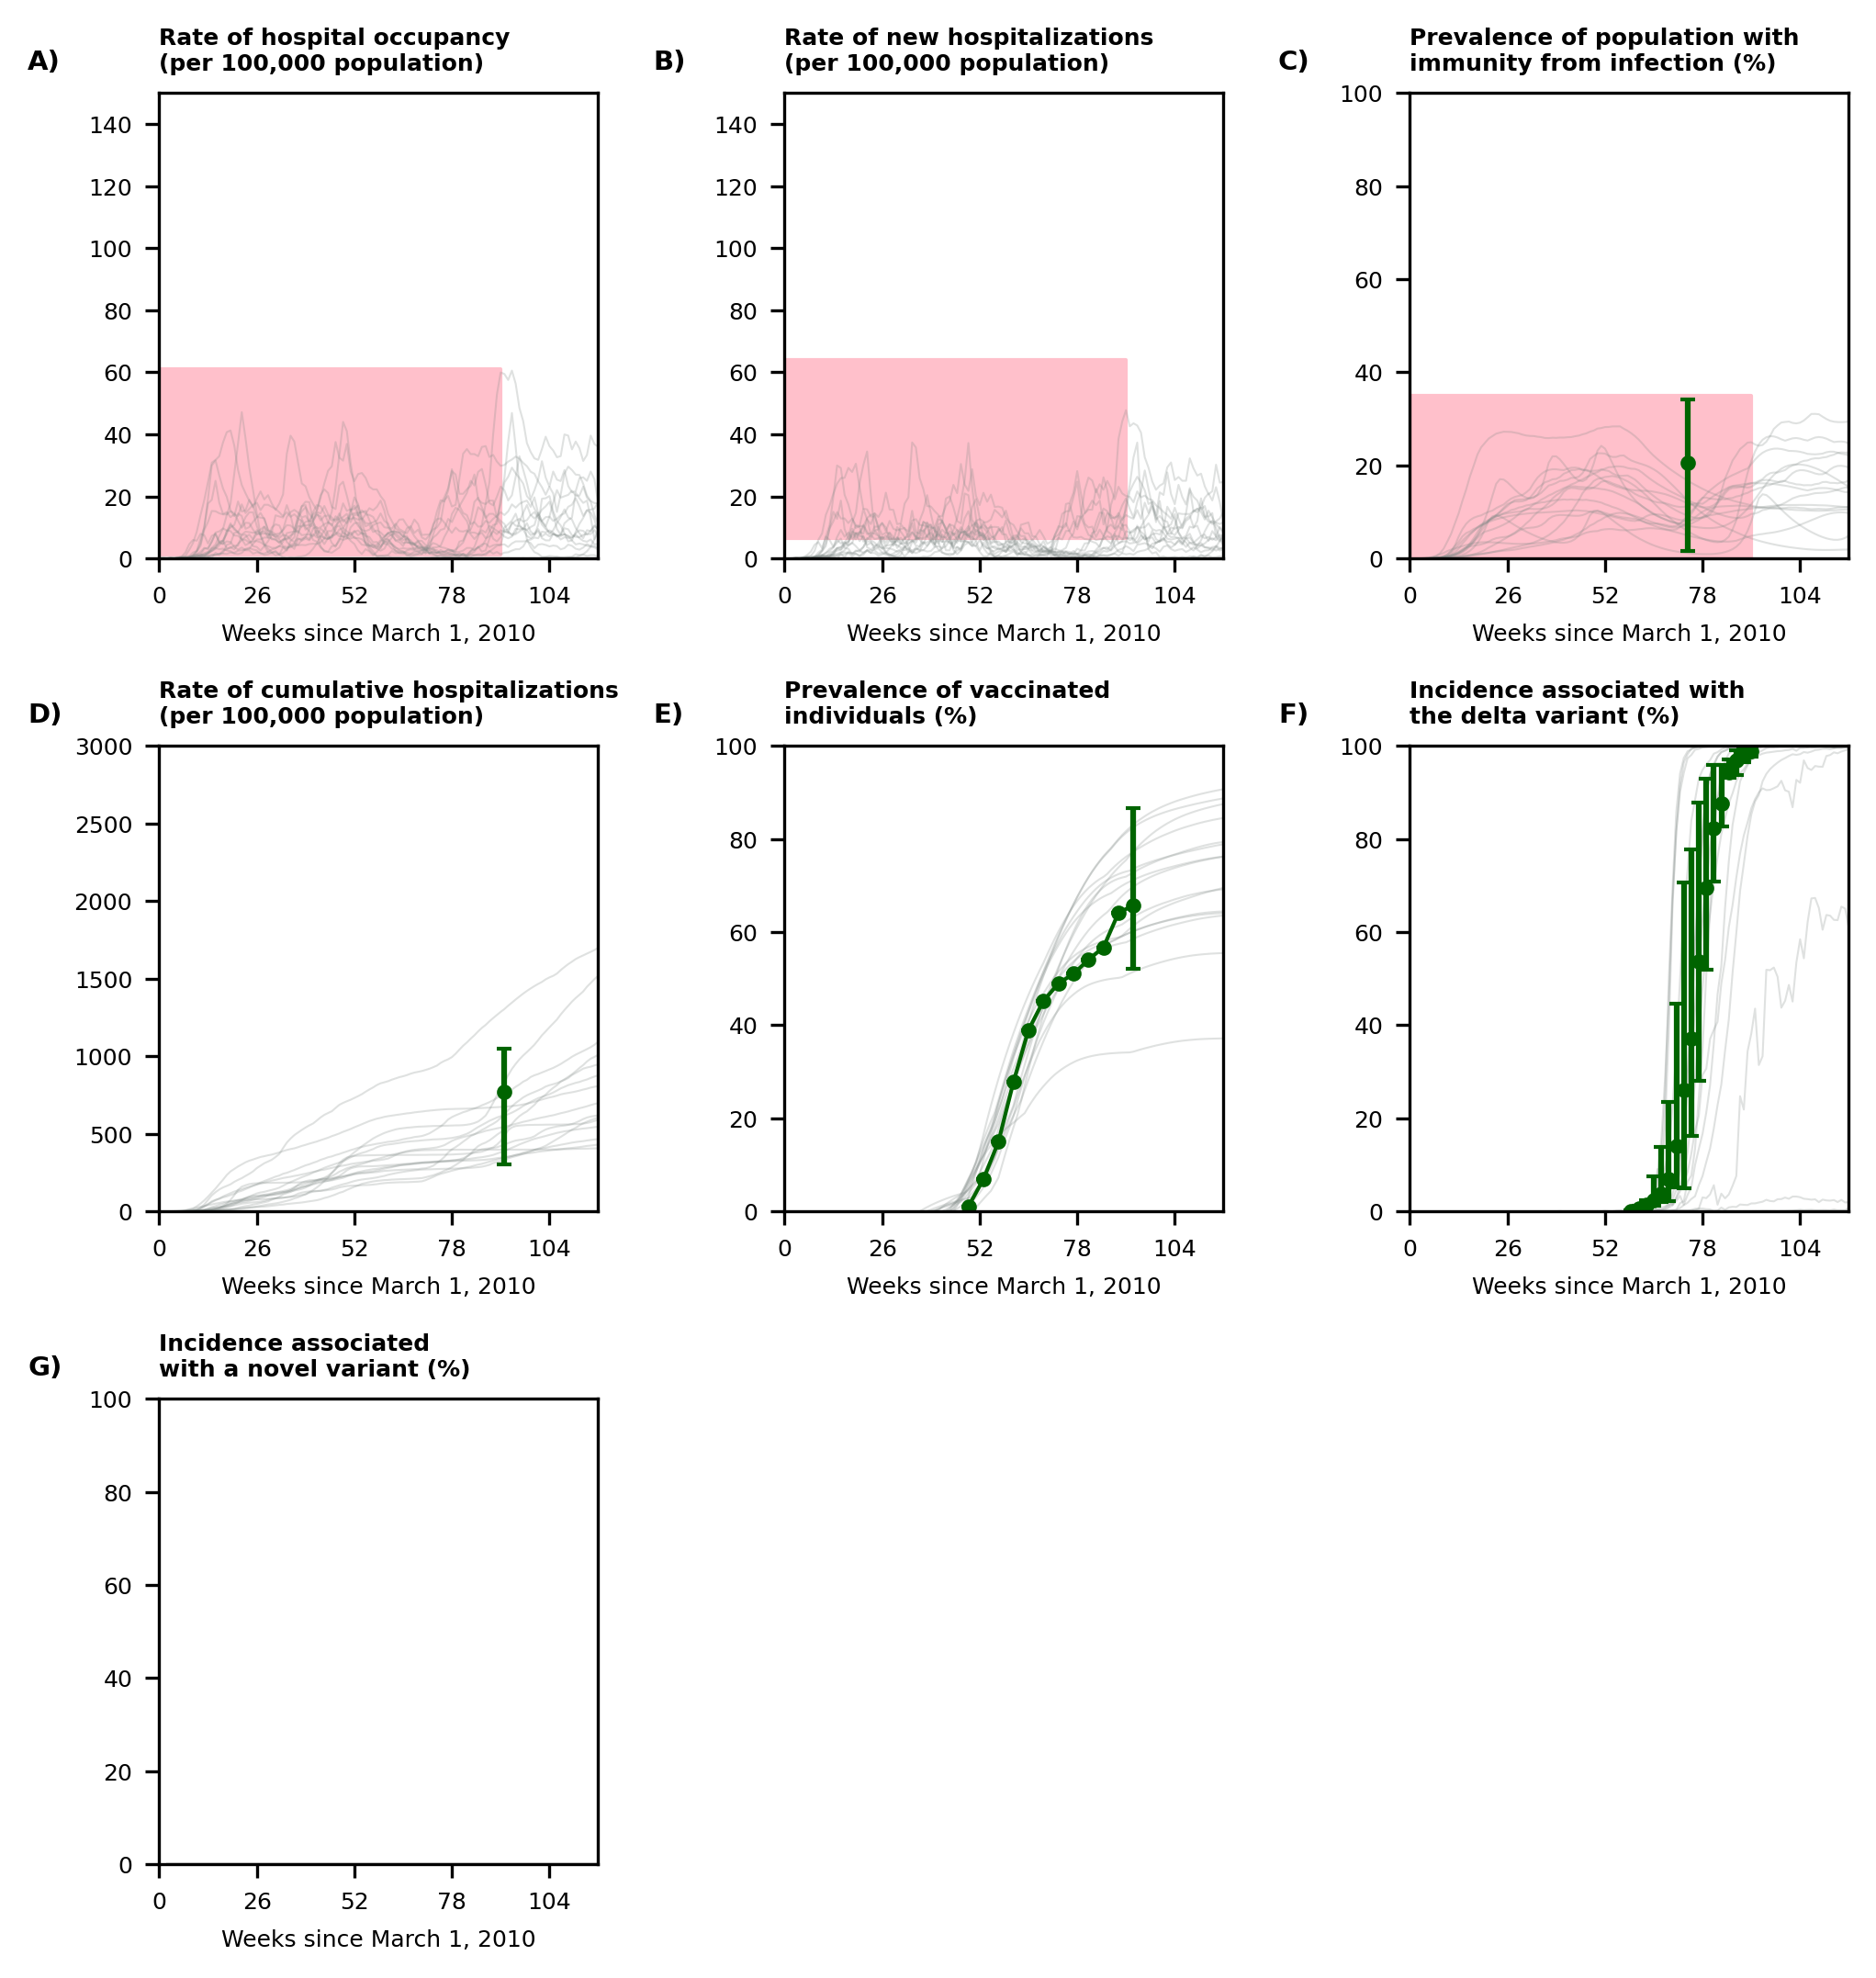 A)
Rate of hospital occupancy
(per 100,000 population)
140
120
100
80
60
40
20
0
0 26 52 78 104
Weeks since March 1, 2010
B)
Rate of new hospitalizations
(per 100,000 population)
140
120
100
80
60
40
20
0
0 26 52 78 104
Weeks since March 1, 2010
C)
Prevalence of population with
immunity from infection (%)
100
80
60
40
20
0
0 26 52 78 104
Weeks since March 1, 2010
D)
Rate of cumulative hospitalizations
(per 100,000 population)
3000
2500
2000
1500
1000
500
0
0 26 52 78 104
Weeks since March 1, 2010
E)
Prevalence of vaccinated
individuals (%)
100
80
60
40
20
0
0 26 52 78 104
Weeks since March 1, 2010
F)
Incidence associated with
the delta variant (%)
100
80
60
40
20
0
0 26 52 78 104
Weeks since March 1, 2010
G)
Incidence associated
with a novel variant (%)
100
80
60
40
20
0
0 26 52 78 104
Weeks since March 1, 2010